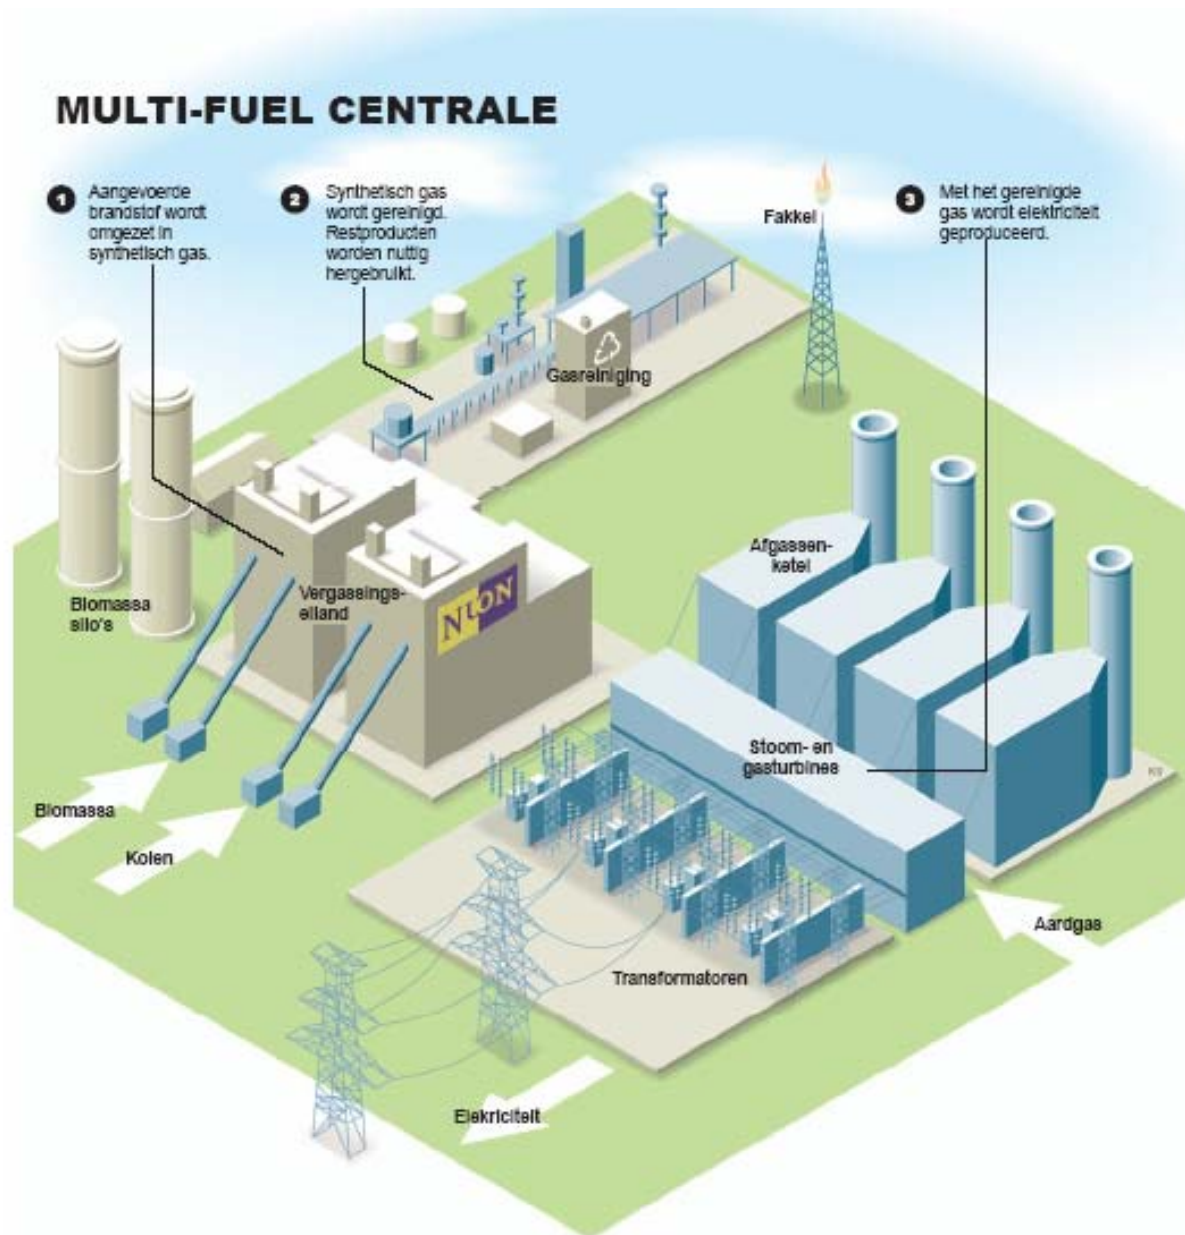 MULTI-FUEL CENTRALE
1
Aangevoerde
brandstof wordt
omgezet in
synthetisch gas.
2
Synthetisch gas
wordt gereinigd.
Restproducten
worden nuttig
hergebruikt.
Fakkel
3
Met het gereinigde
gas wordt elektriciteit
geproduceerd.
Gasreiniging
Afgassen-
ketel
Biomassa
silo's
Vergassings-
eiland
NUON
Stoom- en
gasturbines
Biomassa
Kolen
Aardgas
Transformatoren
Elekriciteit